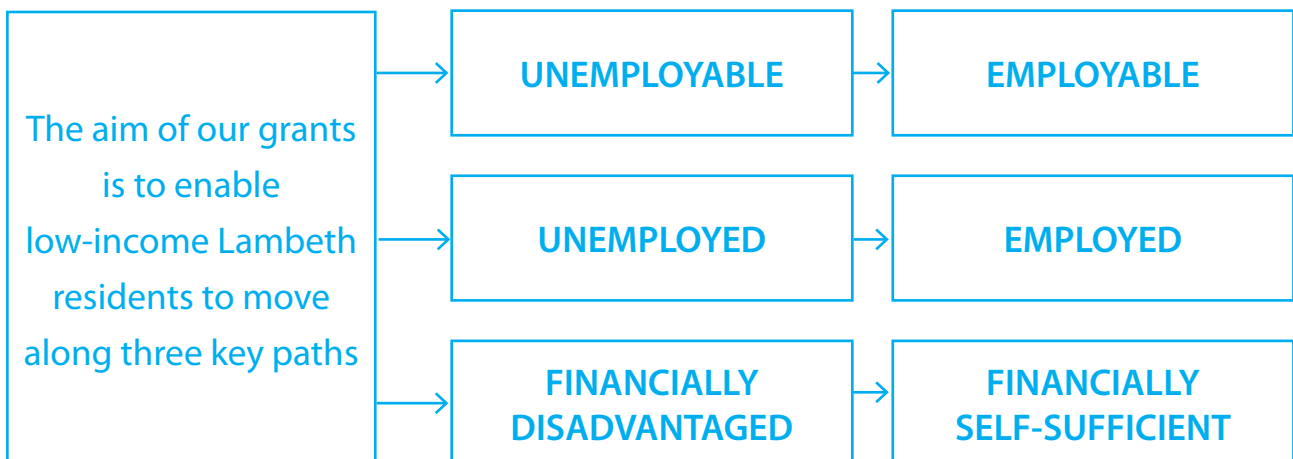 The aim of our grants
is to enable
low-income Lambeth
residents to move
along three key paths
UNEMPLOYABLE
EMPLOYABLE
UNEMPLOYED
EMPLOYED
FINANCIALLY
DISADVANTAGED
FINANCIALLY
SELF-SUFFICIENT